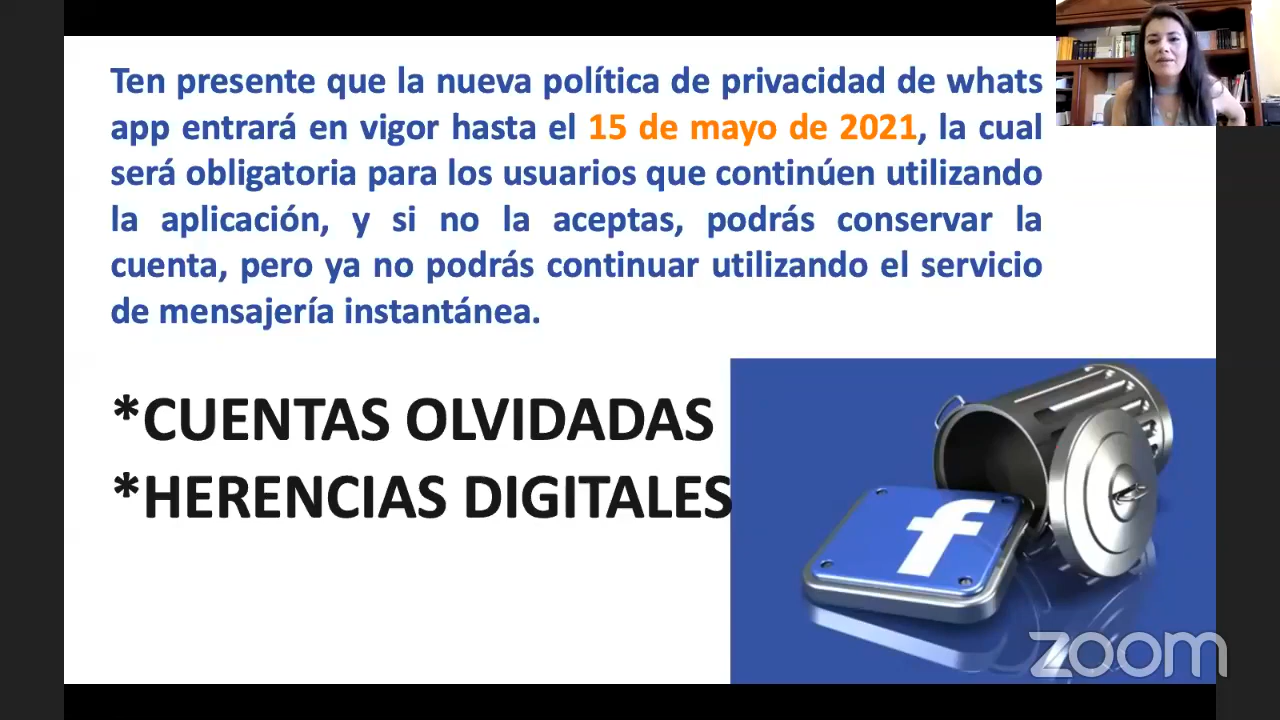 Ten presente que la nueva política de privacidad de whats
app entrará en vigor hasta el 15 de mayo de 2021, la cual
será obligatoria para los usuarios que continúen utilizando
la aplicación, y si no la aceptas, podrás conservar la
cuenta, pero ya no podrás continuar utilizando el servicio
de mensajería instantánea.
*CUENTAS OLVIDADAS
*HERENCIAS DIGITALES
f
zoom